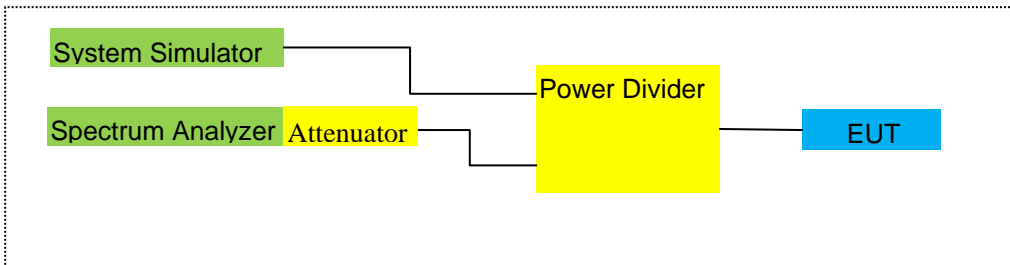 System Simulator
Power Divider
Spectrum Analyzer Attenuator
EUT